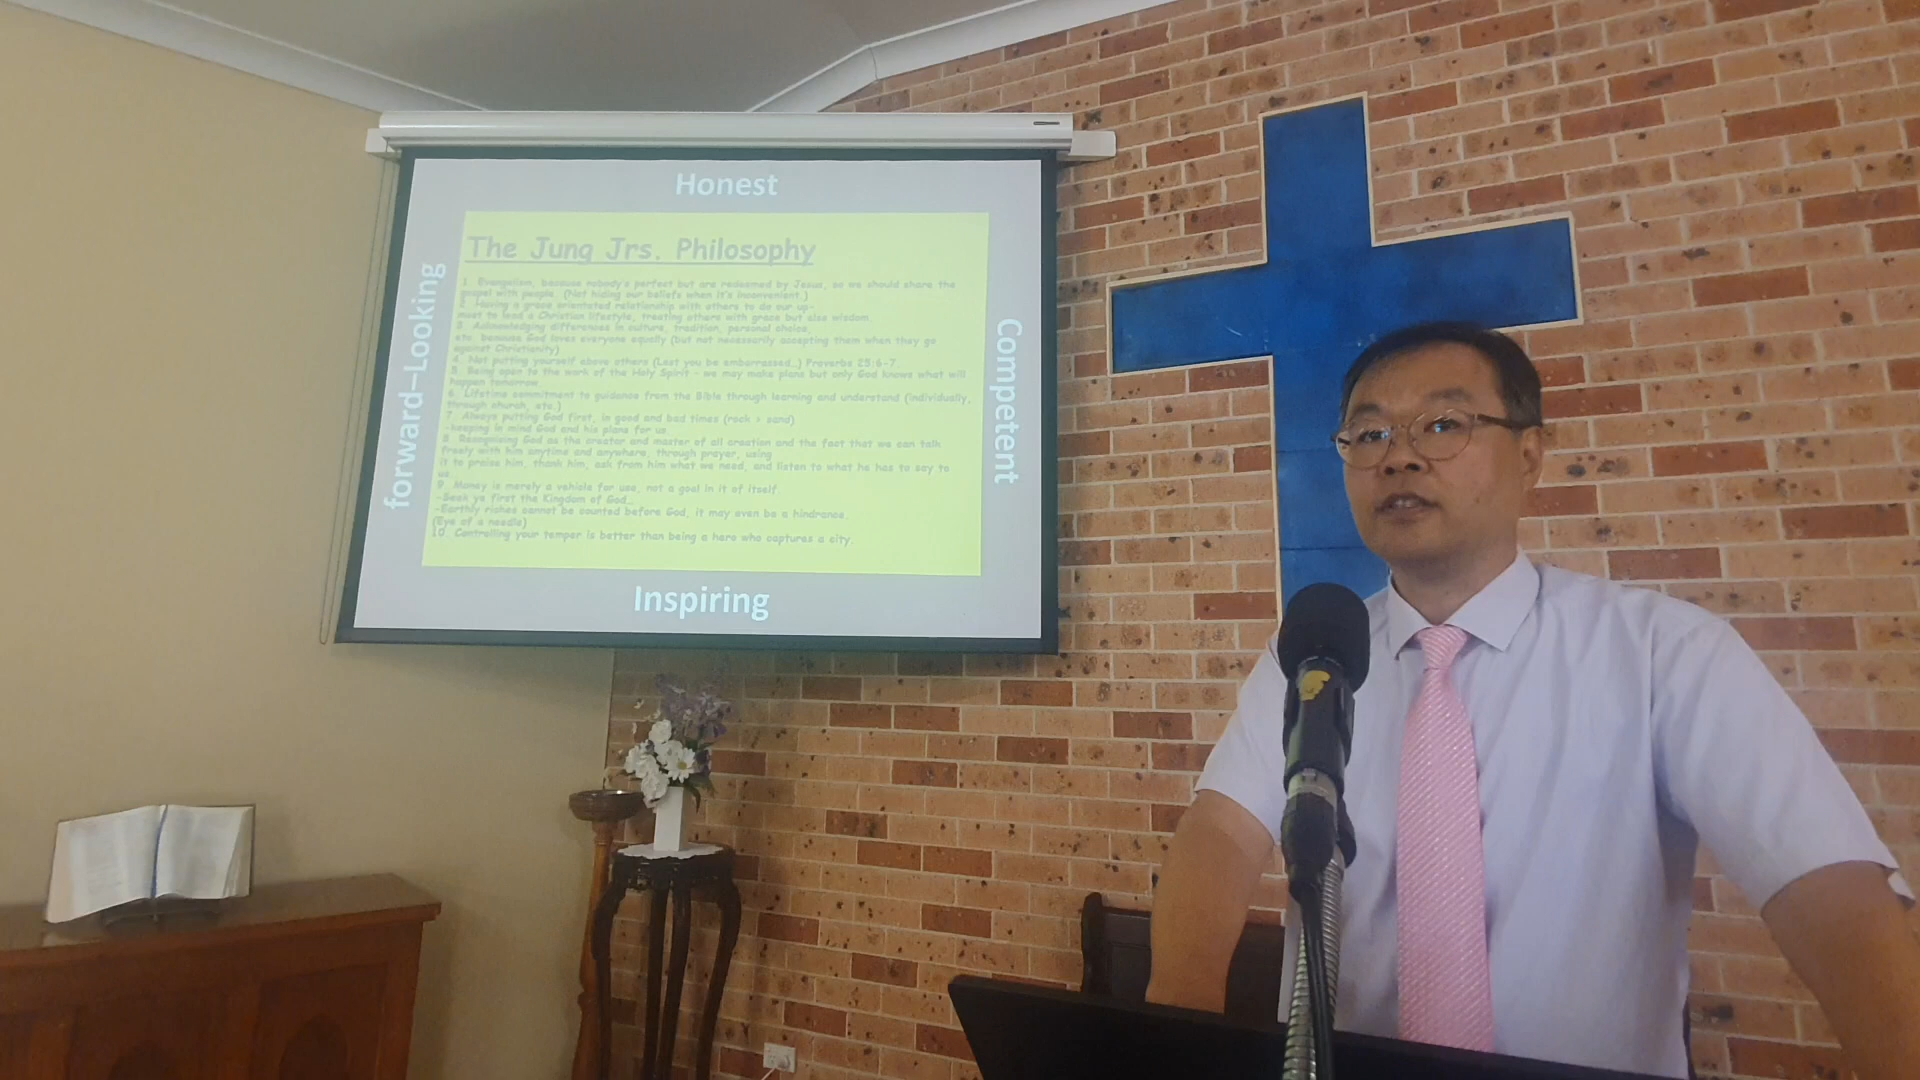 Honest
The Jung Jrs. Philosophy
1. Evangelism, because nobody's perfect but are redeemed by Jesus, so we should share the
gospel with people. (Not hiding our beliefs when it's inconvenient.)
2. Having a grace orientated relationship with others to do our up-
most to lead a Christian lifestyle, treating others with grace but also wisdom.
3. Acknowledging differences in culture, tradition, personal choice,
etc. because God loves everyone equally (but not necessarily accepting them when they go
against Christianity)
4. Not putting yourself above others (Lest you be embarrassed...) Proverbs 25:6-7
5. Being open to the work of the Holy Spirit - we may make plans but only God knows what will
happen tomorrow
6. Lifetime commitment to guidance from the Bible through learning and understand (individually,
through church, etc.)
7. Always putting God first, in good and bad times (rock > sand)
-keeping in mind God and his plans for us.
8. Recognising God as the creator and master of all creation and the fact that we can talk
freely with him anytime and anywhere, through prayer, using
it to praise him, thank him, ask from him what we need, and listen to what he has to say to
us.
9. Money is merely a vehicle for use, not a goal in it of itself.
-Seek ye first the Kingdom of God...
-Earthly riches cannot be counted before God, it may even be a hindrance.
(Eye of a needle)
10. Controlling your temper is better than being a hero who captures a city.
forward-Looking
Competent
Inspiring